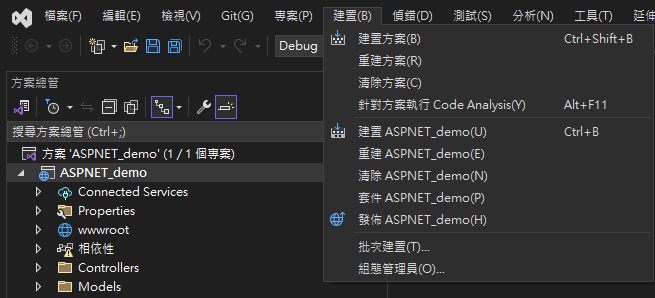 檔案(F) 編輯(E) 檢視(V) Git(G) 專案(P) 建置(B) 偵錯(D) 測試(S) 分析(N) 工具(T) 延伸
Debug
建置方案(B) Ctrl+Shift+B
重建方案(R)
清除方案(C)
針對方案執行 Code Analysis(Y) Alt+F11
建置 ASPNET_demo(U) Ctrl+B
重建 ASPNET_demo(E)
清除 ASPNET_demo(N)
套件 ASPNET_demo(P)
發佈 ASPNET_demo(H)
批次建置(T)...
組態管理員(O)...
方案總管
搜尋方案總管 (Ctrl+;)
方案 'ASPNET_demo' (1 / 1 個專案)
ASPNET_demo
Connected Services
Properties
wwwroot
相依性
Controllers
Models